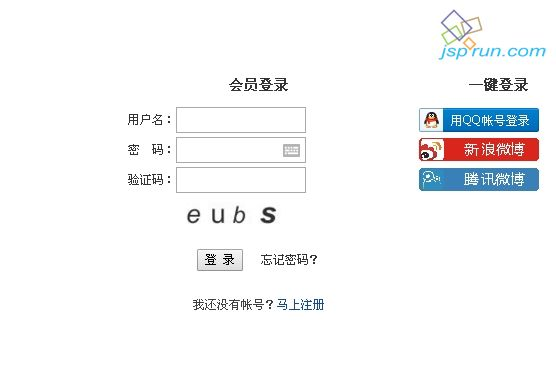 jsprun.com
会员登录
一键登录
用户名：
用QQ帐号登录
密　码：
新浪微博
验证码：
腾讯微博
e u b s
登 录
忘记密码？
我还没有帐号？马上注册